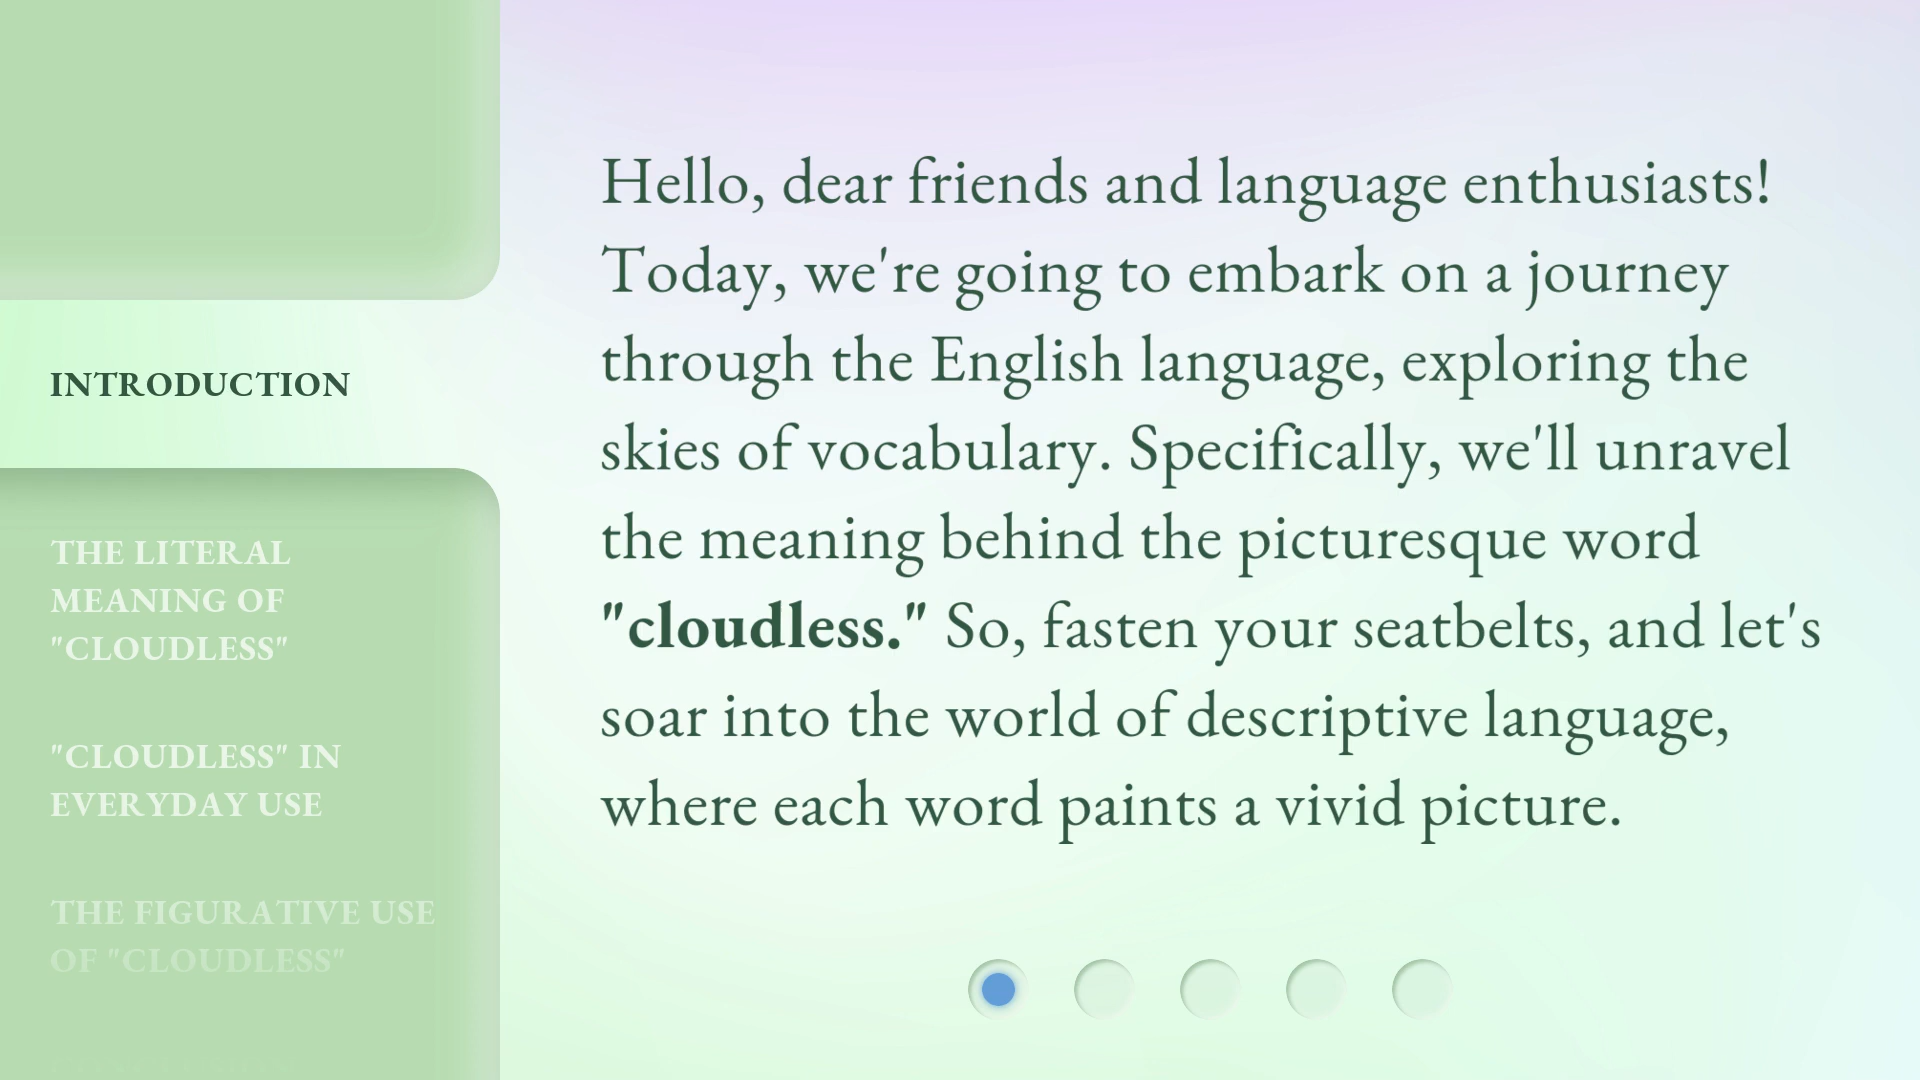 INTRODUCTION
THE LITERAL
MEANING OF
"CLOUDLESS"
"CLOUDLESS" IN
EVERYDAY USE
THE FIGURATIVE USE
OF "CLOUDLESS"
Hello, dear friends and language enthusiasts!
Today, we're going to embark on a journey
through the English language, exploring the
skies of vocabulary. Specifically, we'll unravel
the meaning behind the picturesque word
"cloudless." So, fasten your seatbelts, and let's
soar into the world of descriptive language,
where each word paints a vivid picture.